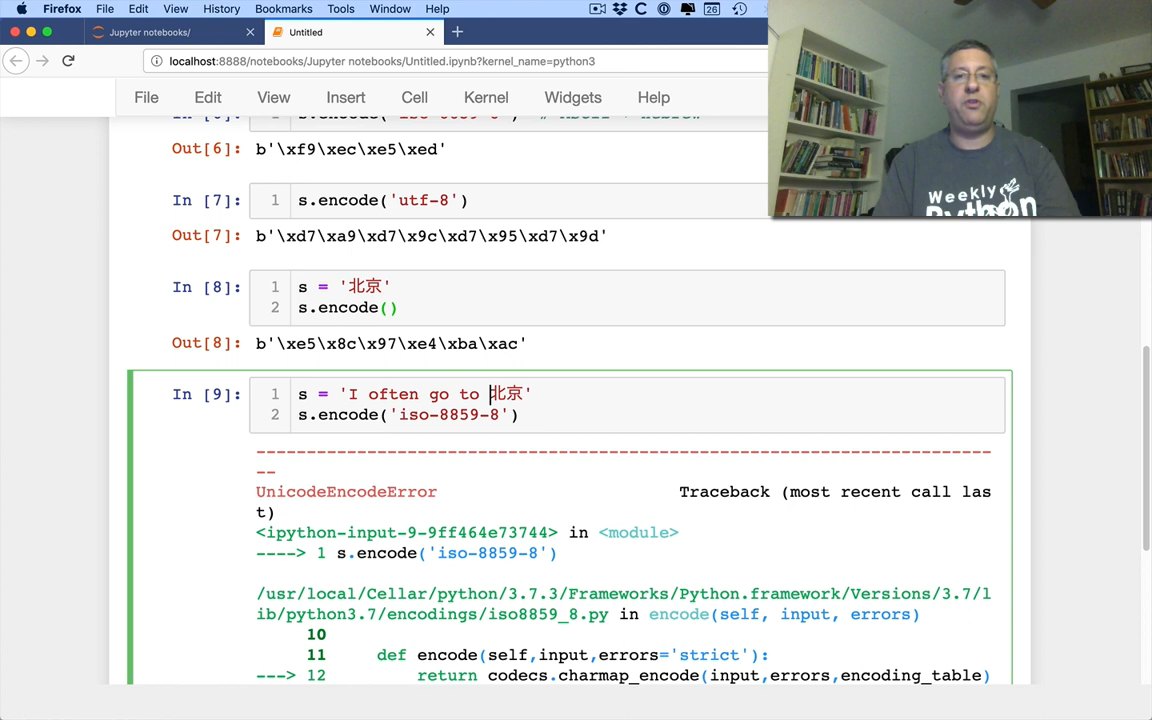 Firefox File Edit View History Bookmarks Tools Window Help 26
Jupyter notebooks/ Untitled
localhost:8888/notebooks/Jupyter notebooks/Untitled.ipynb?kernel_name=python3
File Edit View Insert Cell Kernel Widgets Help
Out[6]: b'\xf9\xec\xe5\xed'
In [7]: 1 s.encode('utf-8')
Out[7]: b'\xd7\xa9\xd7\x9c\xd7\x95\xd7\x9d'
In [8]: 1 s = '北京'
2 s.encode()
Out[8]: b'\xe5\x8c\x97\xe4\xba\xac'
In [9]: 1 s = 'I often go to 北京'
2 s.encode('iso-8859-8')
---------------------------------------------------------------------------
--
UnicodeEncodeError Traceback (most recent call las
t)
<ipython-input-9-9ff464e73744> in <module>
----> 1 s.encode('iso-8859-8')
/usr/local/Cellar/python/3.7.3/Frameworks/Python.framework/Versions/3.7/l
ib/python3.7/encodings/iso8859_8.py in encode(self, input, errors)
10
11 def encode(self,input,errors='strict'):
---> 12 return codecs.charmap_encode(input,errors,encoding_table)
Weekly
Python